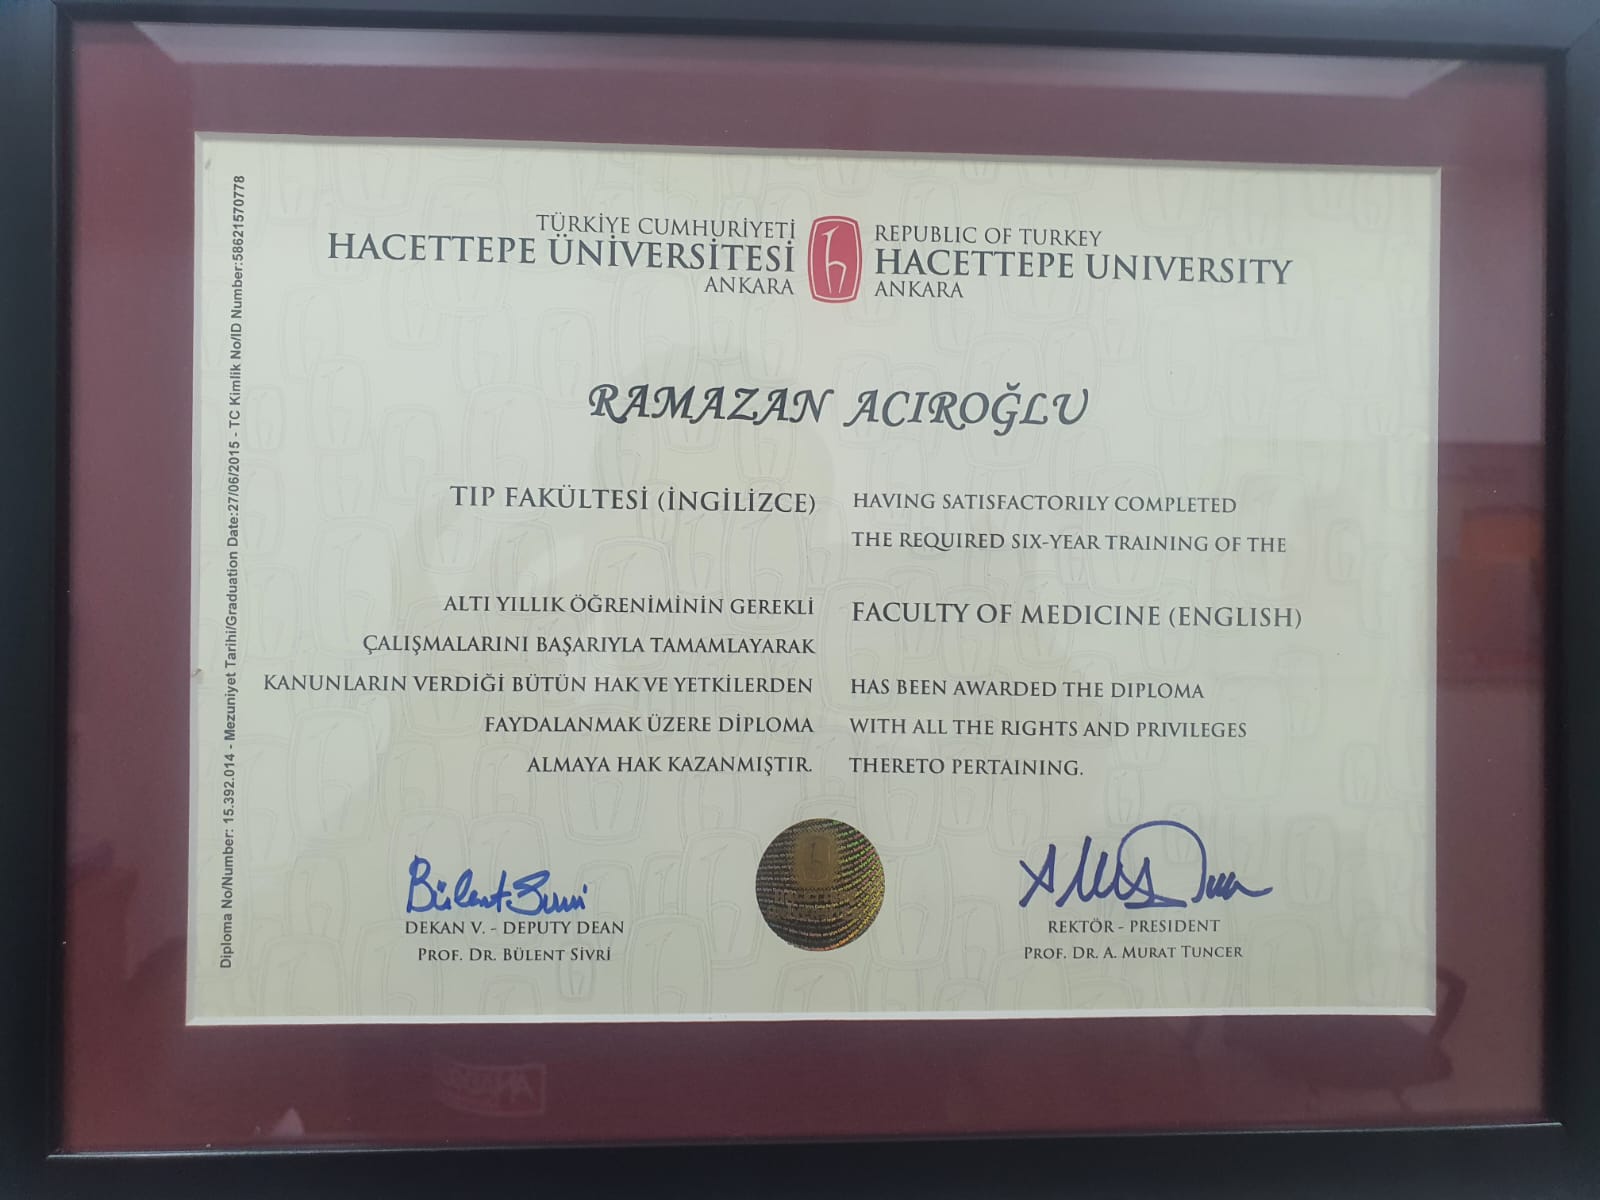 Diploma No/Number: 15.392.014 - Mezuniyet Tarihi/Graduation Date:27/06/2015 - TC Kimlik No/ID Number:58621570778
TÜRKİYE CUMHURİYETİ
HACETTEPE ÜNİVERSİTESİ
ANKARA
REPUBLIC OF TURKEY
HACETTEPE UNIVERSITY
ANKARA
RAMAZAN ACIROĞLU
TIP FAKÜLTESİ (İNGİLİZCE)
ALTI YILLIK ÖĞRENİMİNİN GEREKLİ
ÇALIŞMALARINI BAŞARIYLA TAMAMLAYARAK
KANUNLARIN VERDİĞİ BÜTÜN HAK VE YETKİLERDEN
FAYDALANMAK ÜZERE DİPLOMA
ALMAYA HAK KAZANMIŞTIR.
HAVING SATISFACTORILY COMPLETED
THE REQUIRED SIX-YEAR TRAINING OF THE
FACULTY OF MEDICINE (ENGLISH)
HAS BEEN AWARDED THE DIPLOMA
WITH ALL THE RIGHTS AND PRIVILEGES
THERETO PERTAINING.
Bülent Sivri
DEKAN V. - DEPUTY DEAN
PROF. DR. BÜLENT SİVRİ
REKTÖR - PRESIDENT
PROF. DR. A. MURAT TUNCER